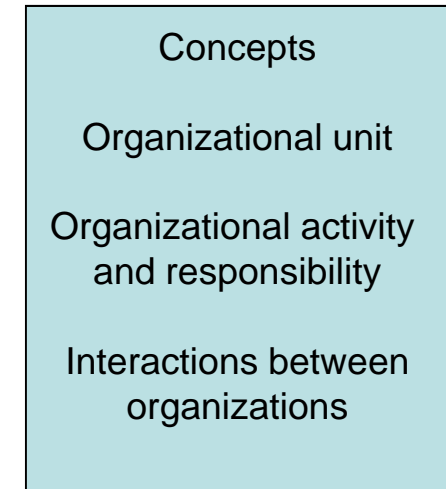 Concepts
Organizational unit
Organizational activity
and responsibility
Interactions between
organizations